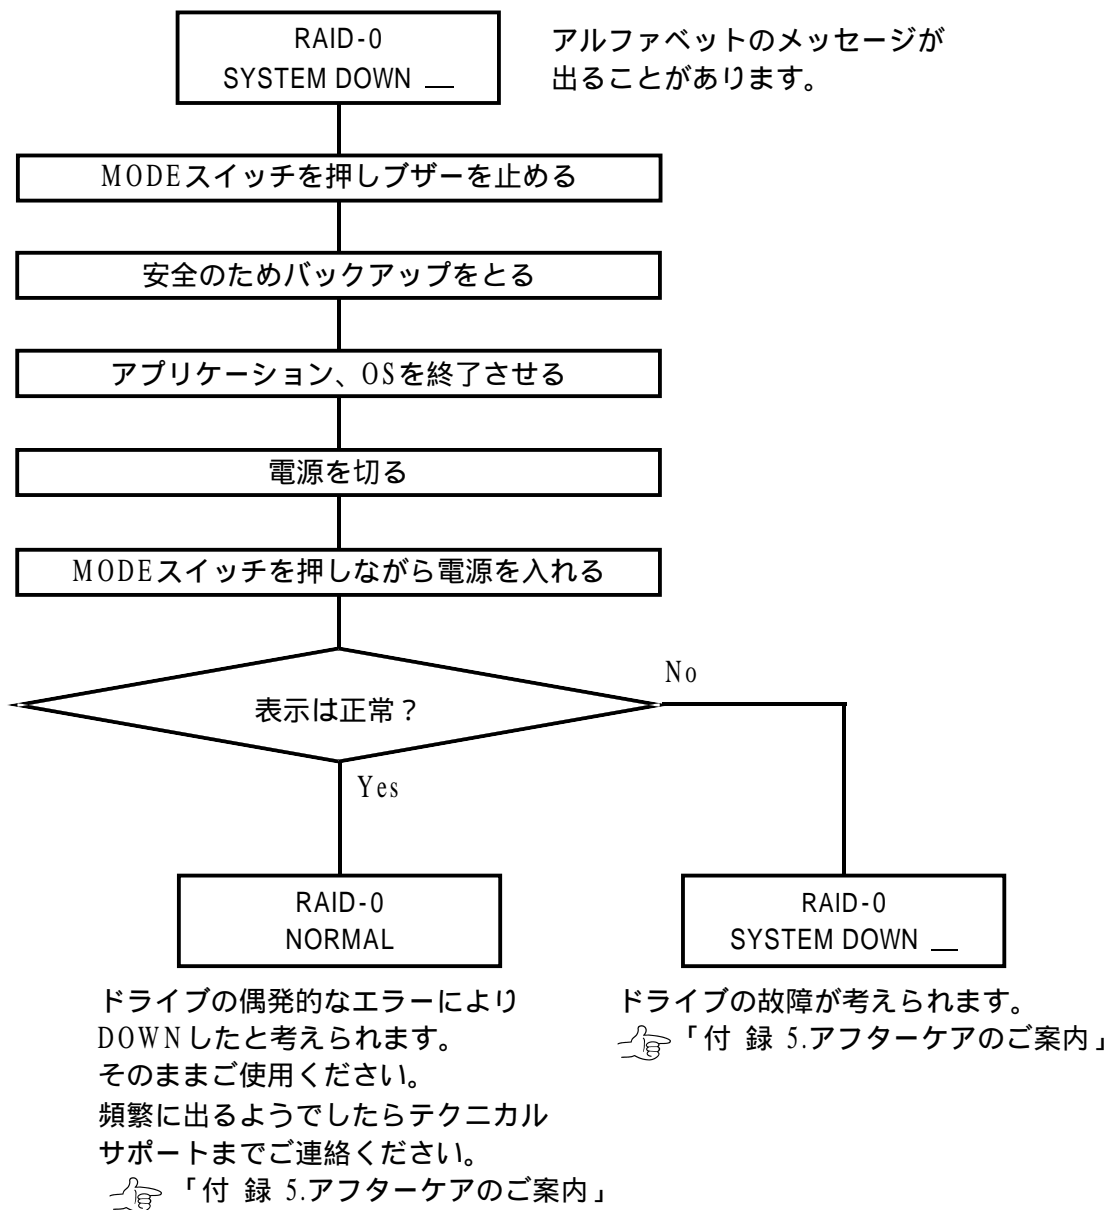 RAID-0
SYSTEM DOWN __
アルファベットのメッセージが
出ることがあります。
MODEスイッチを押しブザーを止める
安全のためバックアップをとる
アプリケーション、OSを終了させる
電源を切る
MODEスイッチを押しながら電源を入れる
表示は正常？
No
Yes
RAID-0
NORMAL
ドライブの偶発的なエラーにより
DOWNしたと考えられます。
そのままご使用ください。
頻繁に出るようでしたらテクニカル
サポートまでご連絡ください。
「付 録 5.アフターケアのご案内」
RAID-0
SYSTEM DOWN __
ドライブの故障が考えられます。
「付 録 5.アフターケアのご案内」